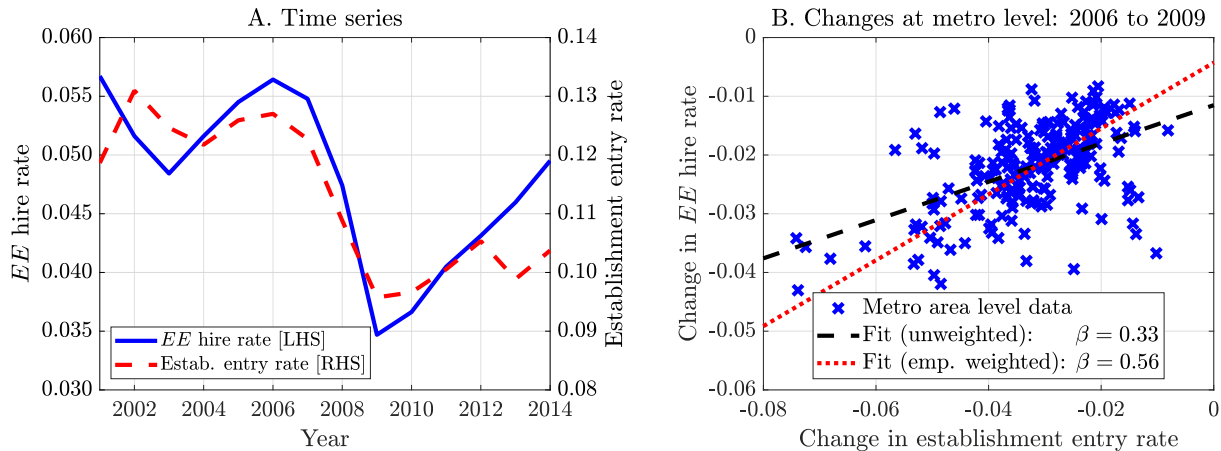 A. Time series
0.060
0.055
0.050
0.045
0.040
0.035
0.030
EE hire rate
0.14
0.13
0.12
0.11
0.10
0.09
0.08
Establishment entry rate
EE hire rate [LHS]
Estab. entry rate [RHS]
2002 2004 2006 2008 2010 2012 2014
Year
B. Changes at metro level: 2006 to 2009
0
-0.01
-0.02
-0.03
-0.04
-0.05
-0.06
Change in EE hire rate
Metro area level data
Fit (unweighted): β = 0.33
Fit (emp. weighted): β = 0.56
-0.08 -0.06 -0.04 -0.02 0
Change in establishment entry rate